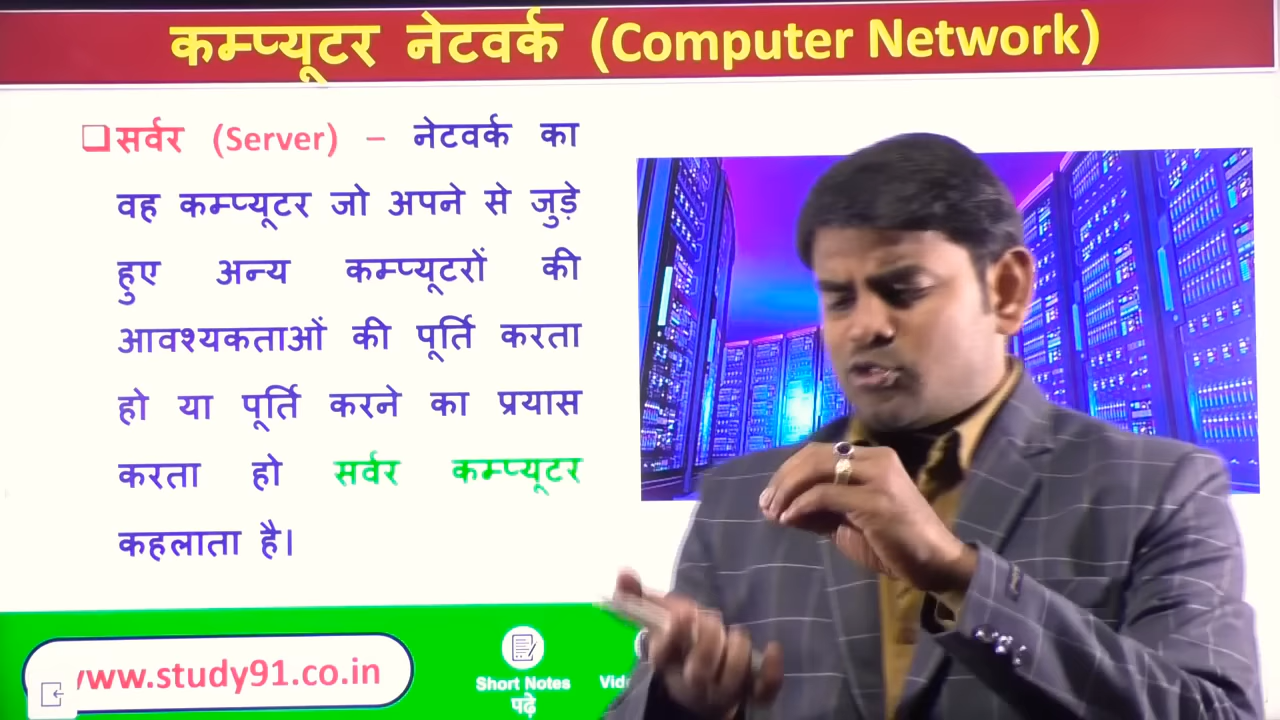 कम्प्यूटर नेटवर्क (Computer Network)
सर्वर (Server) – नेटवर्क का
वह कम्प्यूटर जो अपने से जुड़े
हुए अन्य कम्प्यूटरों की
आवश्यकताओं की पूर्ति करता
हो या पूर्ति करने का प्रयास
करता हो सर्वर कम्प्यूटर
कहलाता है।
www.study91.co.in
Short Notes
पढ़े